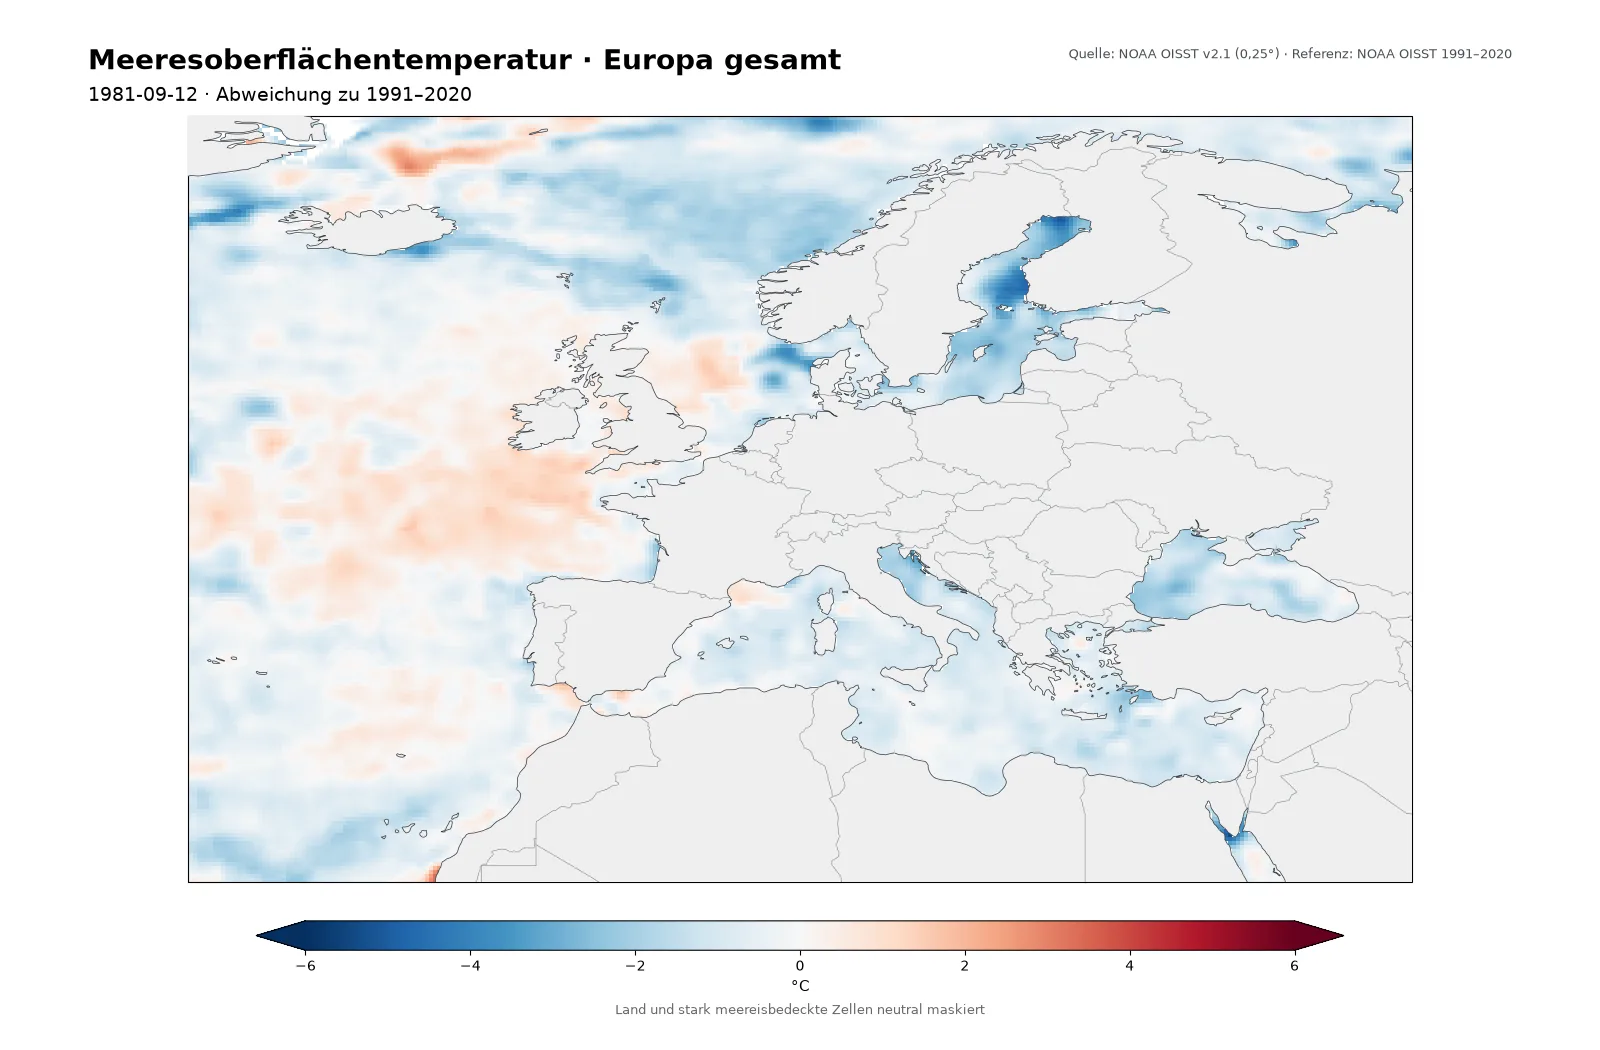 Meeresoberflächentemperatur · Europa gesamt
Quelle: NOAA OISST v2.1 (0,25°) · Referenz: NOAA OISST 1991–2020
1981-09-12 · Abweichung zu 1991–2020
−6 −4 −2 0 2 4 6
°C
Land und stark meereisbedeckte Zellen neutral maskiert